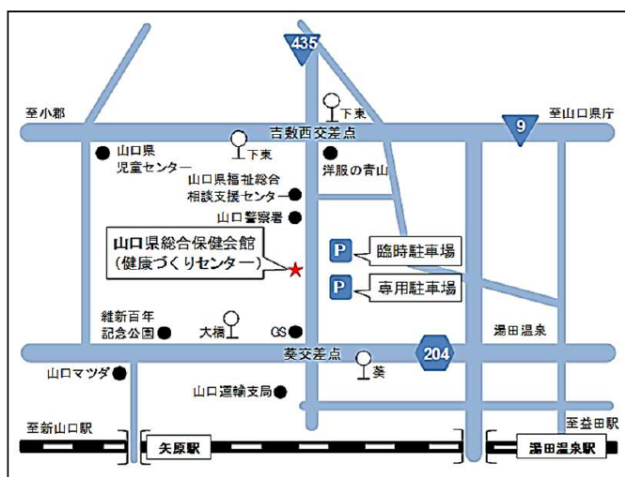 435
至小郡
下東
9
至山口県庁
吉敷西交差点
山口県
児童センター
下東
洋服の青山
山口県福祉総合
相談支援センター
山口警察署
山口県総合保健会館
(健康づくりセンター)
P
臨時駐車場
P
専用駐車場
維新百年
記念公園
大橋
GS
湯田温泉
葵交差点
204
山口マツダ
葵
山口運輸支局
至新山口駅
至益田駅
矢原駅
湯田温泉駅